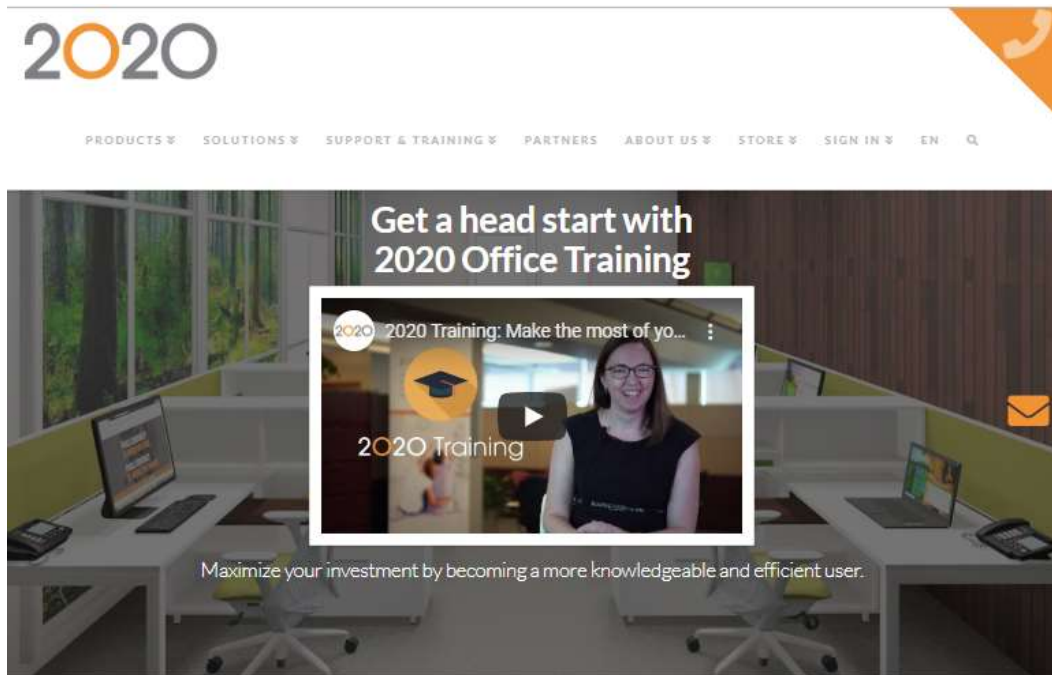 2020
PRODUCTS SOLUTIONS SUPPORT & TRAINING PARTNERS ABOUT US STORE SIGN IN EN
Get a head start with
2020 Office Training
2020 2020 Training: Make the most of yo...
2020 Training
Maximize your investment by becoming a more knowledgeable and efficient user.